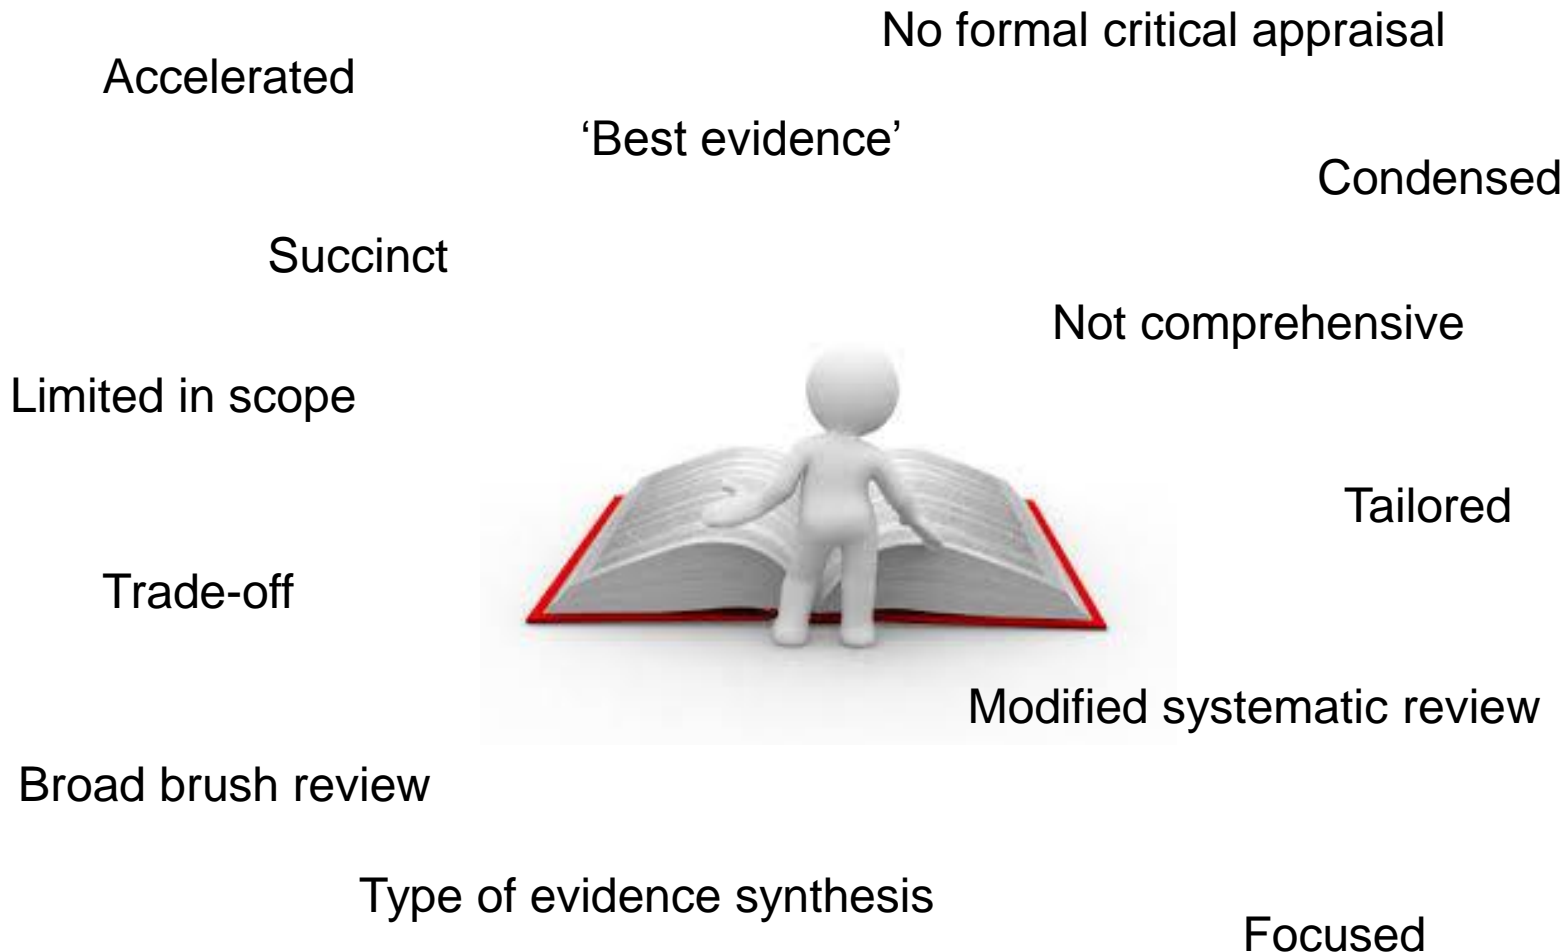 No formal critical appraisal
Accelerated
‘Best evidence’
Condensed
Succinct
Not comprehensive
Limited in scope
Tailored
Trade-off
Modified systematic review
Broad brush review
Type of evidence synthesis
Focused